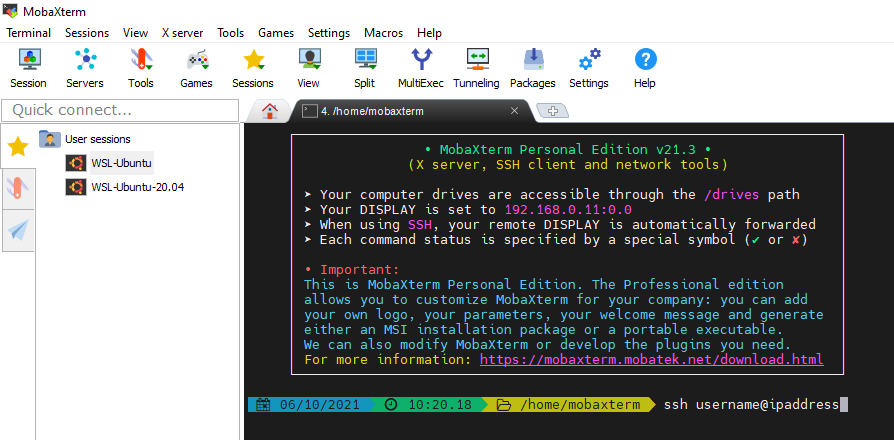 MobaXterm
Terminal Sessions View X server Tools Games Settings Macros Help
Session Servers Tools Games Sessions View Split MultiExec Tunneling Packages Settings Help
Quick connect...
4. /home/mobaxterm
User sessions
WSL-Ubuntu
WSL-Ubuntu-20.04
• MobaXterm Personal Edition v21.3 •
(X server, SSH client and network tools)
➤ Your computer drives are accessible through the /drives path
➤ Your DISPLAY is set to 192.168.0.11:0.0
➤ When using SSH, your remote DISPLAY is automatically forwarded
➤ Each command status is specified by a special symbol (✔ or ✘)
• Important:
This is MobaXterm Personal Edition. The Professional edition
allows you to customize MobaXterm for your company: you can add
your own logo, your parameters, your welcome message and generate
either an MSI installation package or a portable executable.
We can also modify MobaXterm or develop the plugins you need.
For more information: https://mobaxterm.mobatek.net/download.html
06/10/2021 10:20.18 /home/mobaxterm ssh username@ipaddress